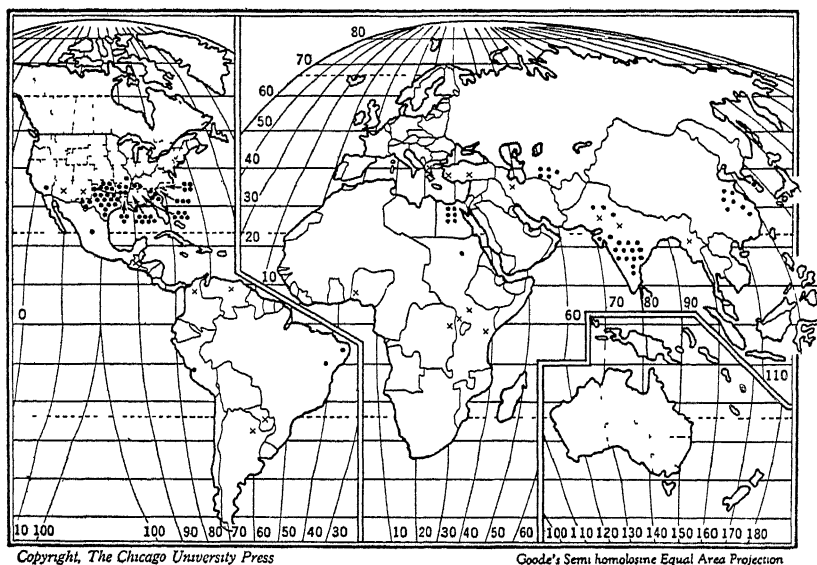 80
70
60
50
40
30
20
10
0
60
70 80 90
110
10 100 100 90 80 70 60 50 40 30 10 20 30 40 50 60 100 110 120 130 140 150 160 170 180
Copyright, The Chicago University Press
Goode's Semi homolosine Equal Area Projection